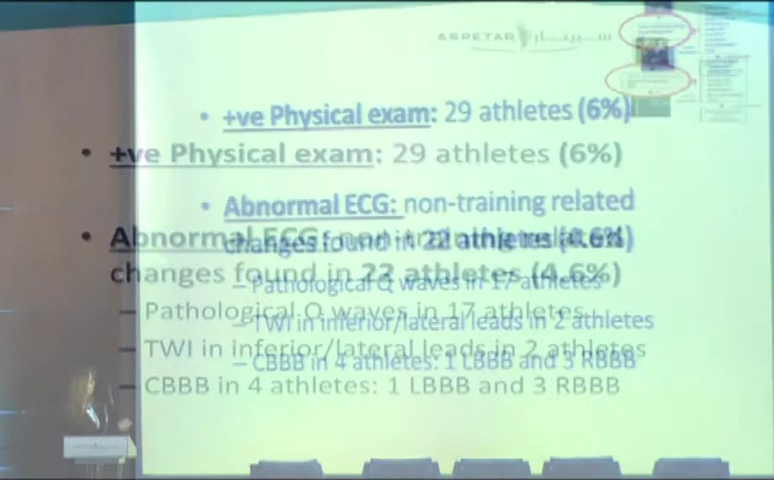 ASPETAR سبيتار
• +ve Physical exam: 29 athletes (6%)
• +ve Physical exam: 29 athletes (6%)
• Abnormal ECG: non-training related
• Abnormal ECG: non-training related
changes found in 22 athletes (4.6%)
changes found in 22 athletes (4.6%)
– Pathological Q waves in 17 athletes
– Pathological Q waves in 17 athletes
– TWI in inferior/lateral leads in 2 athletes
– TWI in inferior/lateral leads in 2 athletes
– CBBB in 4 athletes: 1 LBBB and 3 RBBB
– CBBB in 4 athletes: 1 LBBB and 3 RBBB